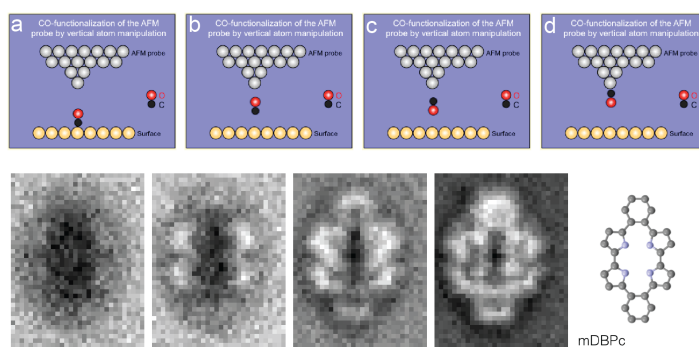 a
CO-functionalization of the AFM
probe by vertical atom manipulation
AFM probe
O
C
Surface
b
CO-functionalization of the AFM
probe by vertical atom manipulation
AFM probe
O
C
Surface
c
CO-functionalization of the AFM
probe by vertical atom manipulation
AFM probe
O
C
Surface
d
CO-functionalization of the AFM
probe by vertical atom manipulation
AFM probe
O
C
Surface
mDBPc